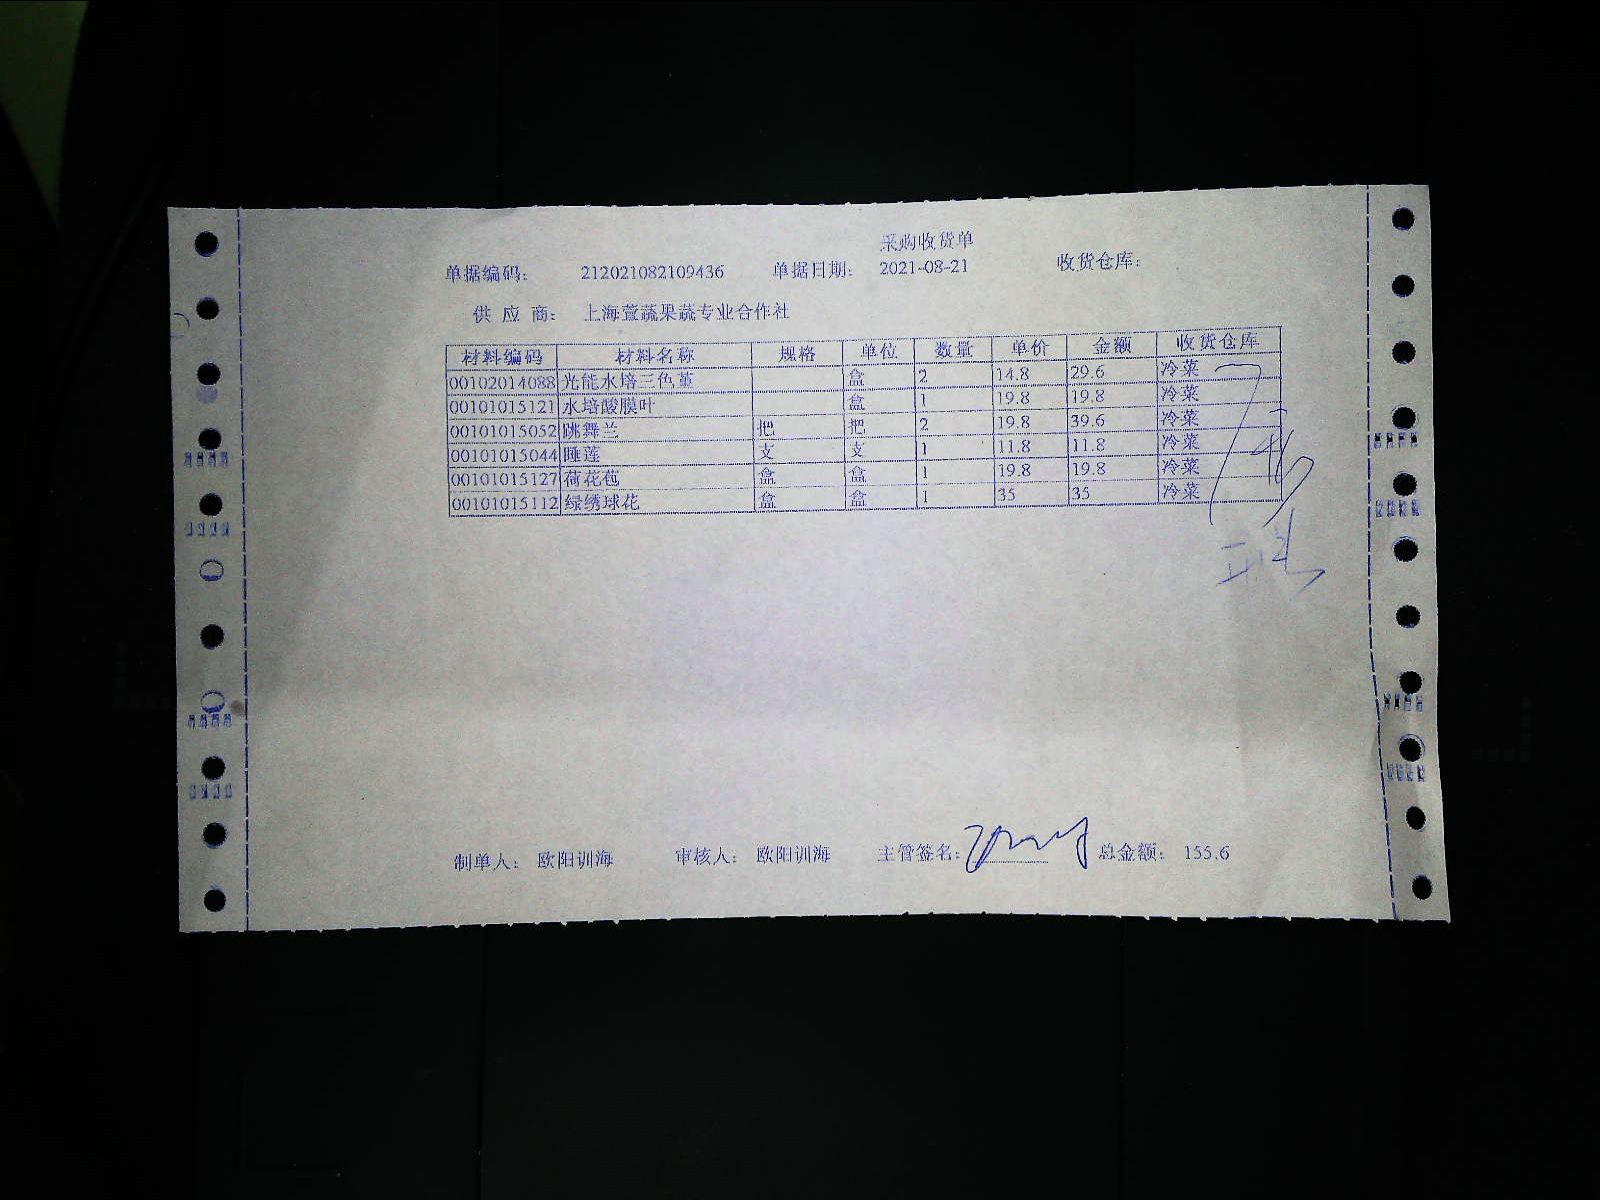 采购收货单
单据编码: 212021082109436 单据日期: 2021-08-21 收货仓库:
供应商: 上海萱蔬果蔬专业合作社
材料编码 材料名称 规格 单位 数量 单价 金额 收货仓库
00102014088 光能水培三色堇 盒 2 14.8 29.6 冷菜
00101015121 水培酸膜叶 盒 1 19.8 19.8 冷菜
00101015052 跳舞兰 把 把 2 19.8 39.6 冷菜
00101015044 睡莲 支 支 1 11.8 11.8 冷菜
00101015127 荷花苞 盒 盒 1 19.8 19.8 冷菜
00101015112 绿绣球花 盒 盒 1 35 35 冷菜
制单人: 欧阳训海 审核人: 欧阳训海 主管签名: 总金额: 155.6